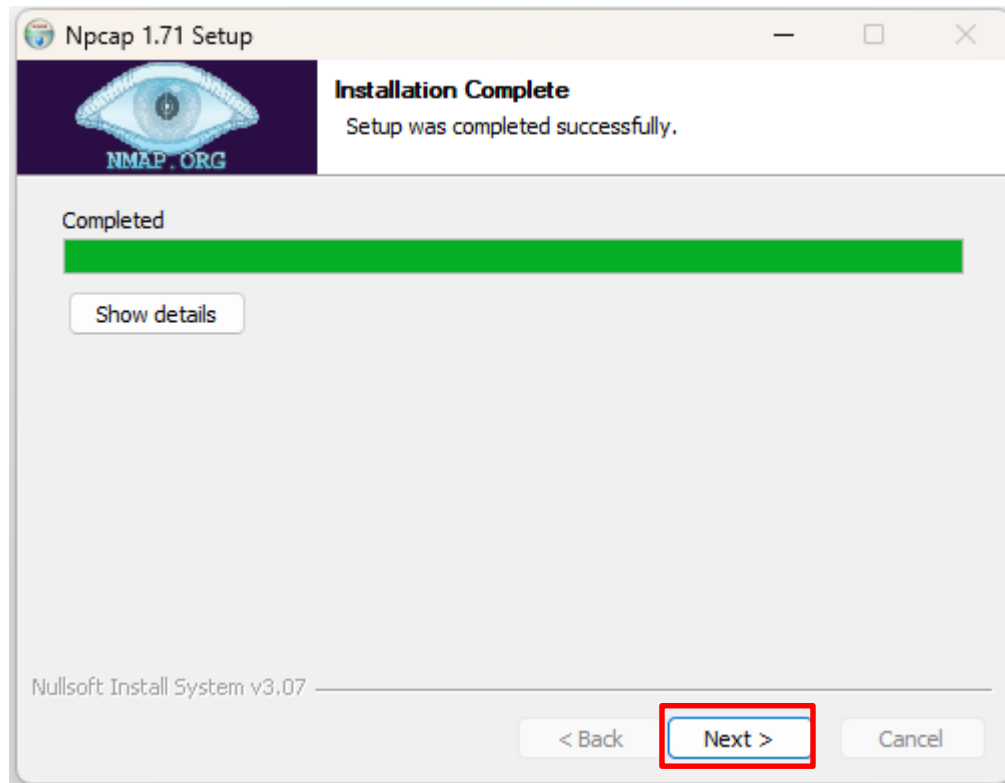 Npcap 1.71 Setup
NMAP.ORG
Installation Complete
Setup was completed successfully.
Completed
Show details
Nullsoft Install System v3.07
< Back
Next >
Cancel